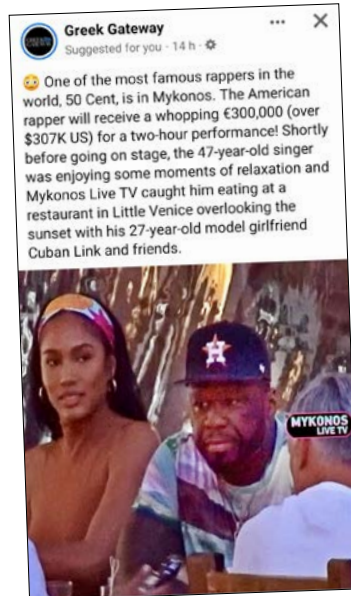 Greek Gateway
Suggested for you · 14 h ·
😳 One of the most famous rappers in the
world, 50 Cent, is in Mykonos. The American
rapper will receive a whopping €300,000 (over
$307K US) for a two-hour performance! Shortly
before going on stage, the 47-year-old singer
was enjoying some moments of relaxation and
Mykonos Live TV caught him eating at a
restaurant in Little Venice overlooking the
sunset with his 27-year-old model girlfriend
Cuban Link and friends.
MYKONOS
LIVE TV